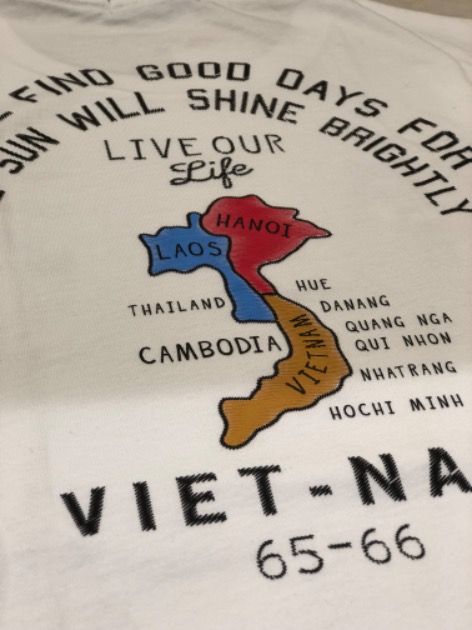 FIND GOOD DAYS FOR
SUN WILL SHINE BRIGHTLY
LIVE OUR
Life
HANOI
LAOS
HUE
THAILAND
DANANG
QUANG NGA
CAMBODIA
VIETNAM
QUI NHON
NHATRANG
HOCHI MINH
VIET-NA
65-66